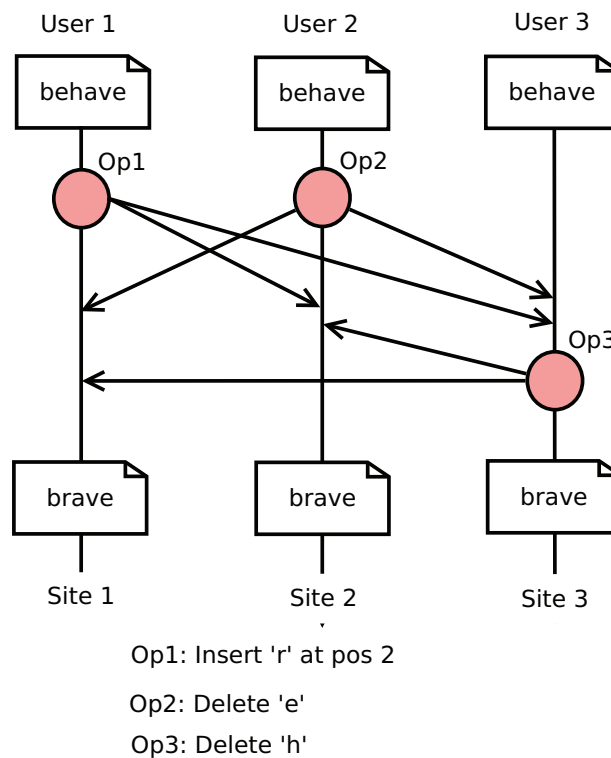 User 1 User 2 User 3
behave behave behave
Op1 Op2
Op3
brave brave brave
Site 1 Site 2 Site 3
Op1: Insert 'r' at pos 2
Op2: Delete 'e'
Op3: Delete 'h'